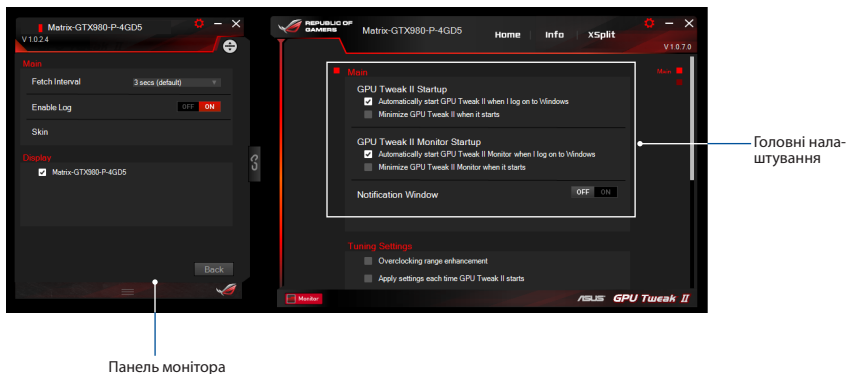 Matrix-GTX980-P-4GD5
V 1.0.2.4
Main
Fetch Interval 3 secs (default)
Enable Log OFF ON
Skin
Display
Matrix-GTX980-P-4GD5
Back
REPUBLIC OF
GAMERS
Matrix-GTX980-P-4GD5 Home Info XSplit
V 1.0.7.0
Main
Main
GPU Tweak II Startup
Automatically start GPU Tweak II when I log on to Windows
Minimize GPU Tweak II when it starts
GPU Tweak II Monitor Startup
Automatically start GPU Tweak II Monitor when I log on to Windows
Minimize GPU Tweak II Monitor when it starts
Notification Window OFF ON
Tuning Settings
Overclocking range enhancement
Apply settings each time GPU Tweak II starts
Monitor
ASUS GPU Tweak II
Головні нала-
штування
Панель монітора